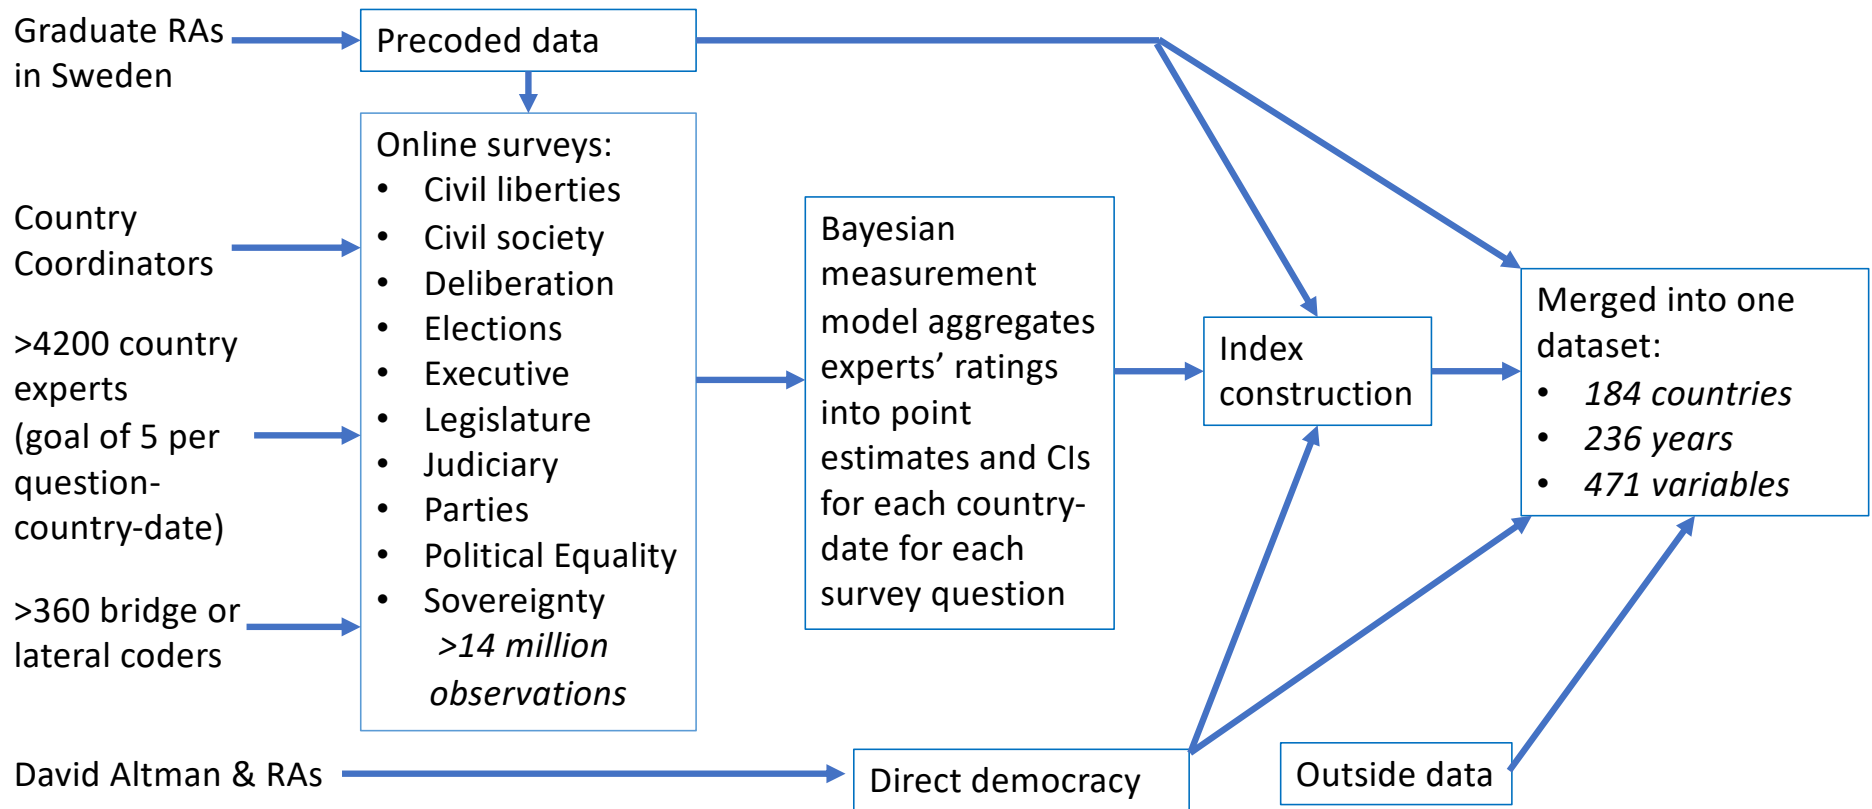 Graduate RAs
in Sweden
Precoded data
Country
Coordinators
>4200 country
experts
(goal of 5 per
question-
country-date)
>360 bridge or
lateral coders
Online surveys:
• Civil liberties
• Civil society
• Deliberation
• Elections
• Executive
• Legislature
• Judiciary
• Parties
• Political Equality
• Sovereignty
>14 million
observations
Bayesian
measurement
model aggregates
experts’ ratings
into point
estimates and CIs
for each country-
date for each
survey question
Index
construction
Merged into one
dataset:
• 184 countries
• 236 years
• 471 variables
David Altman & RAs
Direct democracy
Outside data